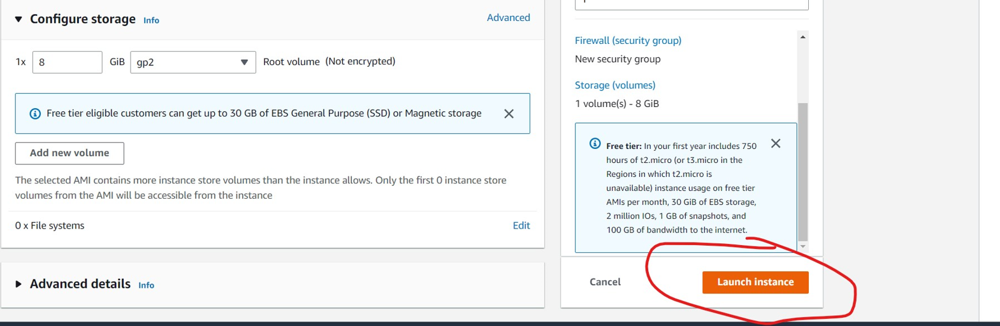 Configure storage Info
Advanced
1x 8 GiB gp2 Root volume (Not encrypted)
Free tier eligible customers can get up to 30 GB of EBS General Purpose (SSD) or Magnetic storage
Add new volume
The selected AMI contains more instance store volumes than the instance allows. Only the first 0 instance store
volumes from the AMI will be accessible from the instance
0 x File systems
Edit
Advanced details Info
Firewall (security group)
New security group
Storage (volumes)
1 volume(s) - 8 GiB
Free tier: In your first year includes 750
hours of t2.micro (or t3.micro in the
Regions in which t2.micro is
unavailable) instance usage on free tier
AMIs per month, 30 GiB of EBS storage,
2 million IOs, 1 GB of snapshots, and
100 GB of bandwidth to the internet.
Cancel
Launch instance